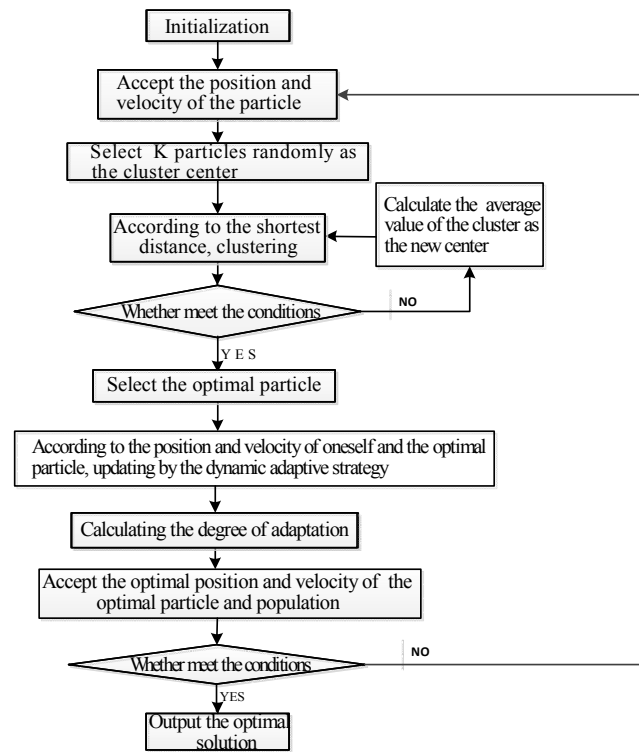 Initialization
Accept the position and
velocity of the particle
Select K particles randomly as
the cluster center
Calculate the average
value of the cluster as
the new center
According to the shortest
distance, clustering
Whether meet the conditions
NO
YES
Select the optimal particle
According to the position and velocity of oneself and the optimal
particle, updating by the dynamic adaptive strategy
Calculating the degree of adaptation
Accept the optimal position and velocity of the
optimal particle and population
Whether meet the conditions
NO
YES
Output the optimal
solution